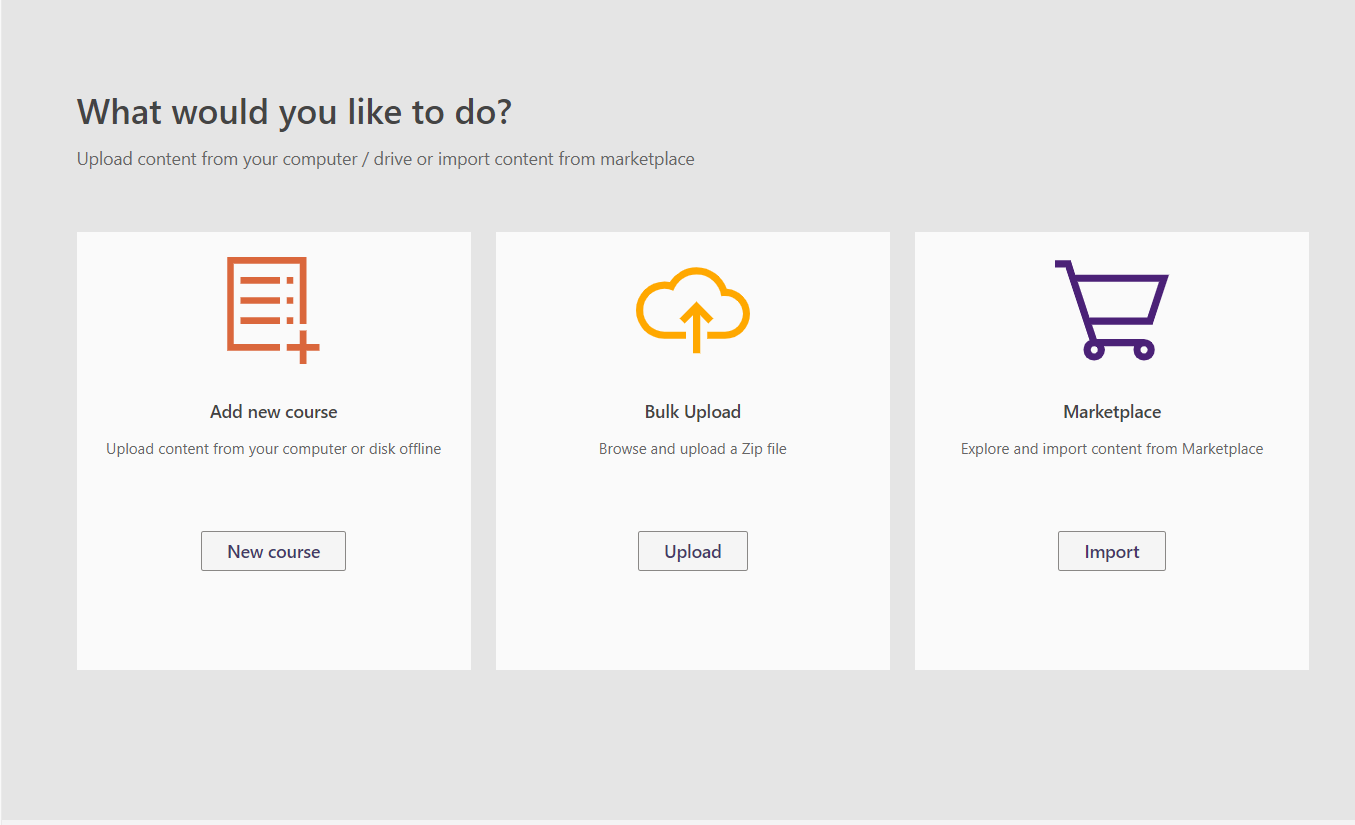 What would you like to do?
Upload content from your computer / drive or import content from marketplace
Add new course
Upload content from your computer or disk offline
New course
Bulk Upload
Browse and upload a Zip file
Upload
Marketplace
Explore and import content from Marketplace
Import